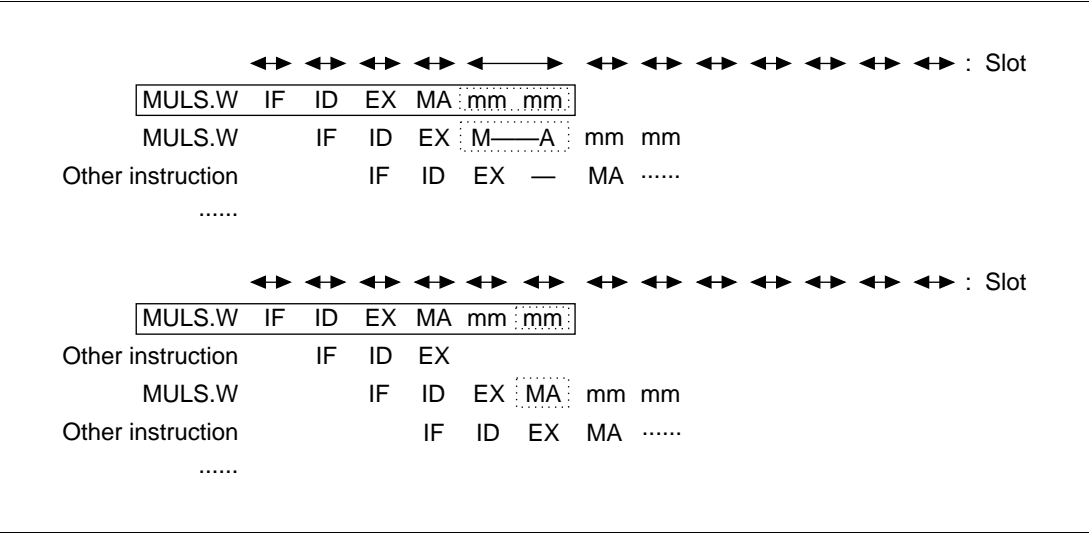 : Slot
MULS.W IF ID EX MA mm mm
MULS.W IF ID EX M——A mm mm
Other instruction IF ID EX — MA ......
......
: Slot
MULS.W IF ID EX MA mm mm
Other instruction IF ID EX
MULS.W IF ID EX MA mm mm
Other instruction IF ID EX MA ......
......